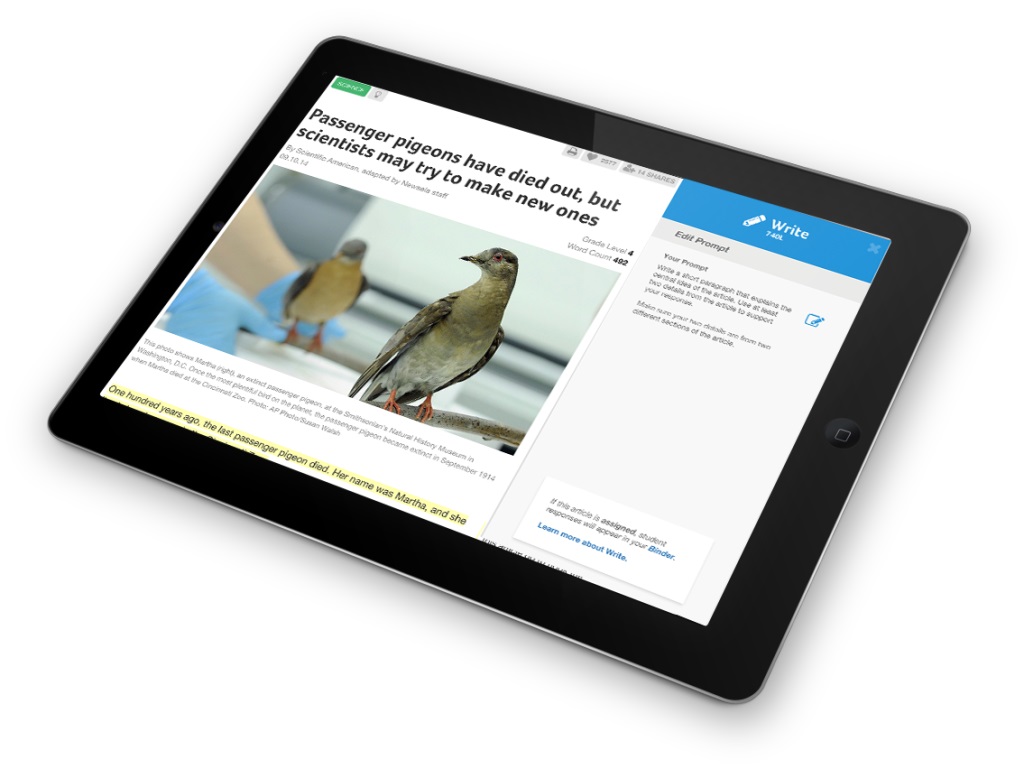 SCIENCE
2577
14 SHARES
Passenger pigeons have died out, but
scientists may try to make new ones
By Scientific American, adapted by Newsela staff
09.10.14
Grade Level 4
Word Count 492
This photo shows Martha (right), an extinct passenger pigeon, at the Smithsonian's Natural History Museum in
Washington, D.C. Once the most plentiful bird on the planet, the passenger pigeon became extinct in September 1914
when Martha died at the Cincinnati Zoo. Photo: AP Photo/Susan Walsh
One hundred years ago, the last passenger pigeon died. Her name was Martha, and she
Write
740L
Edit Prompt
Your Prompt
Write a short paragraph that explains the
central idea of the article. Use at least
two details from the article to support
your response.
Make sure your two details are from two
different sections of the article.
If this article is assigned, student
responses will appear in your Binder.
Learn more about Write.